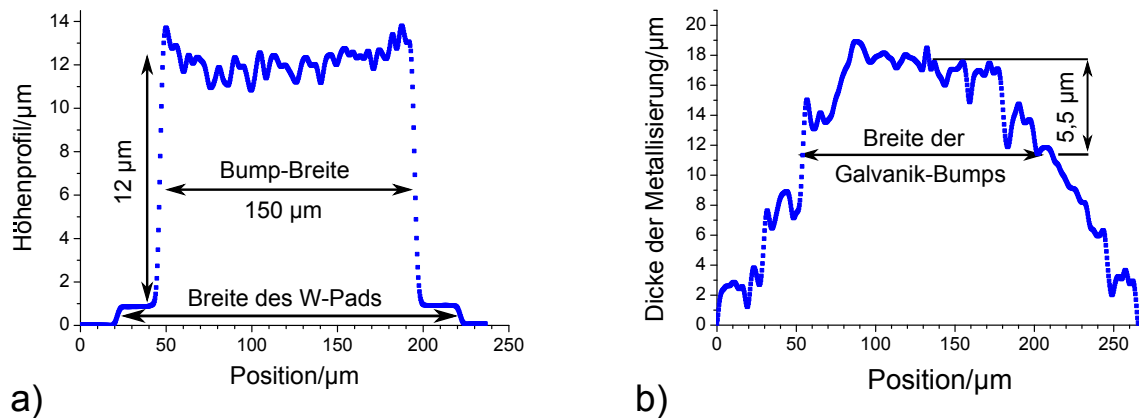 Höhenprofil/µm
14
12
10
8
6
4
2
0
12 µm
Bump-Breite
150 µm
Breite des W-Pads
0
50
100
150
200
250
Position/µm
a)
Dicke der Metallisierung/µm
20
18
16
14
12
10
8
6
4
2
0
5,5 µm
Breite der
Galvanik-Bumps
0
50
100
150
200
250
Position/µm
b)